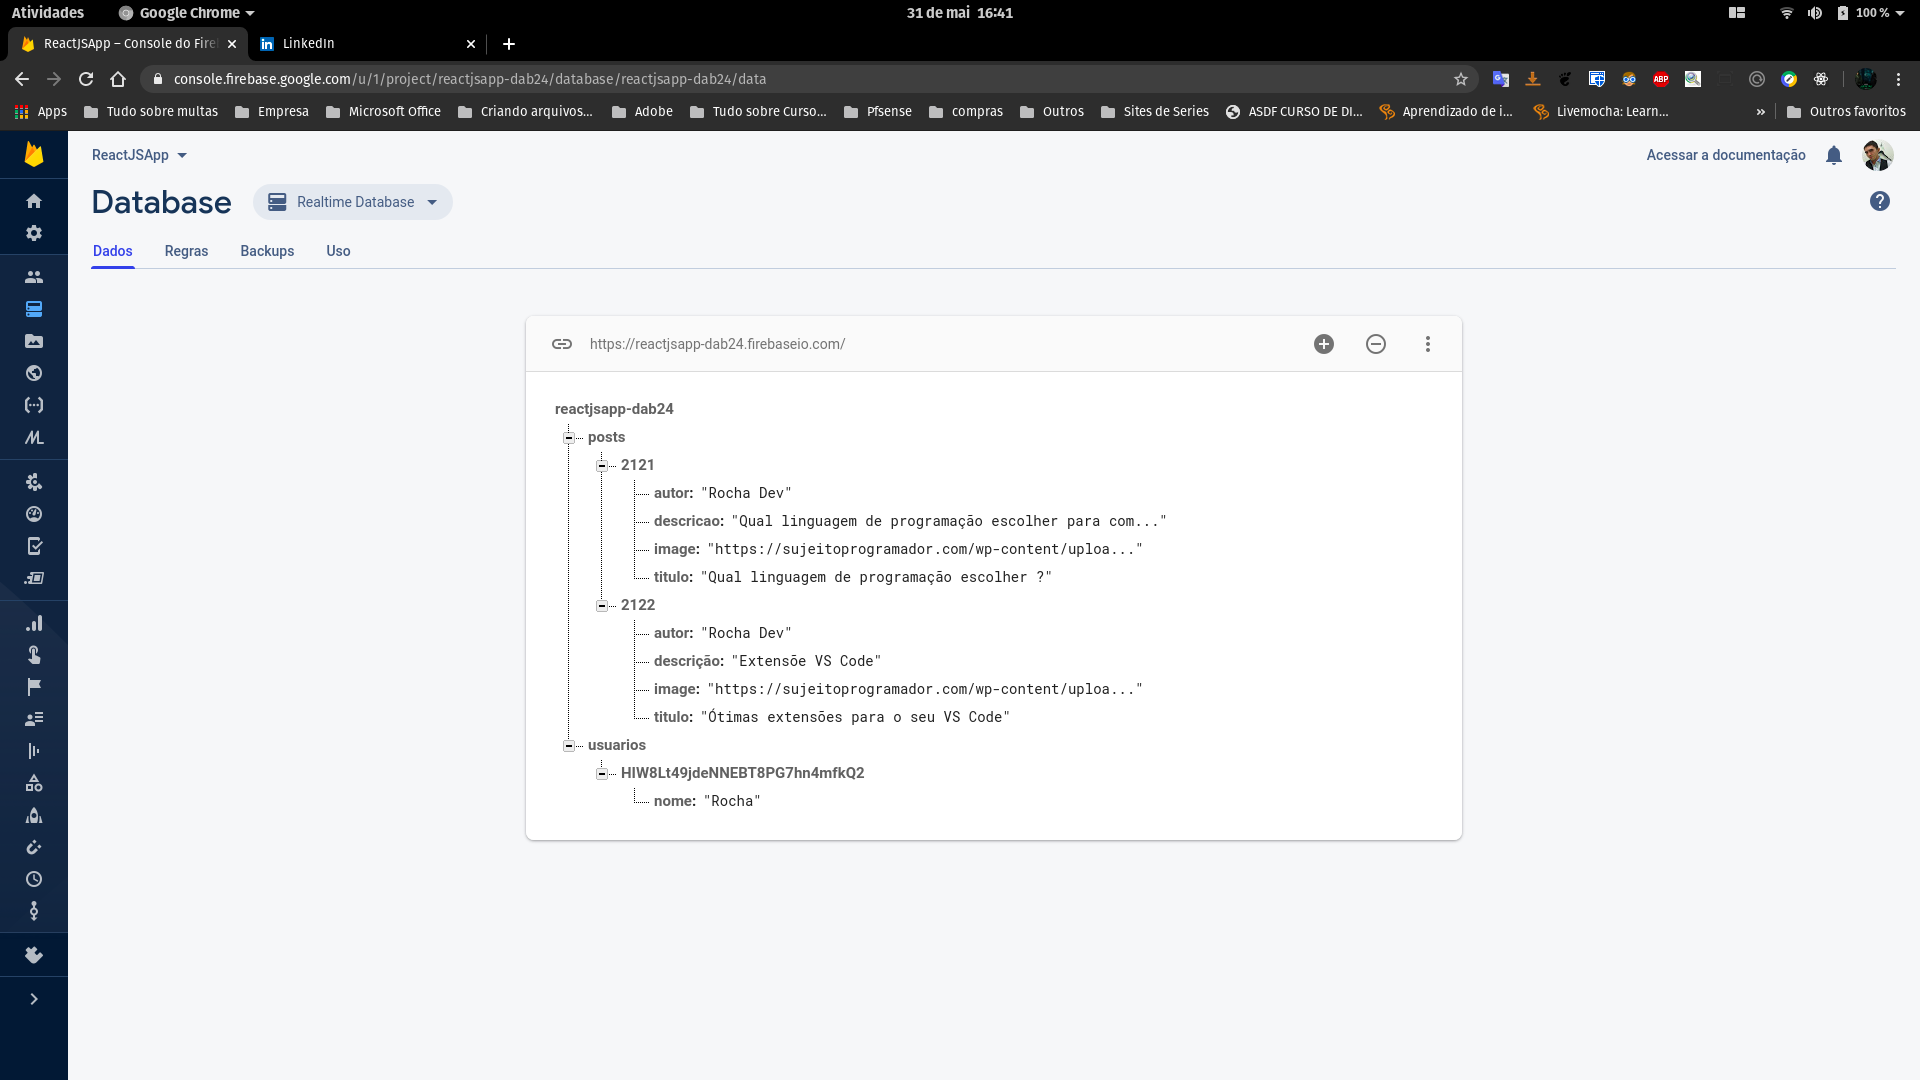 Atividades Google Chrome 31 de mai 16:41 100 %
ReactJSApp – Console do Fire LinkedIn
console.firebase.google.com/u/1/project/reactjsapp-dab24/database/reactjsapp-dab24/data
Apps Tudo sobre multas Empresa Microsoft Office Criando arquivos... Adobe Tudo sobre Curso... Pfsense compras Outros Sites de Series ASDF CURSO DE DI... Aprendizado de i... Livemocha: Learn... » Outros favoritos
ReactJSApp Acessar a documentação
Database Realtime Database
Dados Regras Backups Uso
https://reactjsapp-dab24.firebaseio.com/
reactjsapp-dab24
posts
2121
autor: "Rocha Dev"
descricao: "Qual linguagem de programação escolher para com..."
image: "https://sujeitoprogramador.com/wp-content/uploa..."
titulo: "Qual linguagem de programação escolher ?"
2122
autor: "Rocha Dev"
descrição: "Extensõe VS Code"
image: "https://sujeitoprogramador.com/wp-content/uploa..."
titulo: "Ótimas extensões para o seu VS Code"
usuarios
HIW8Lt49jdeNNEBT8PG7hn4mfkQ2
nome: "Rocha"